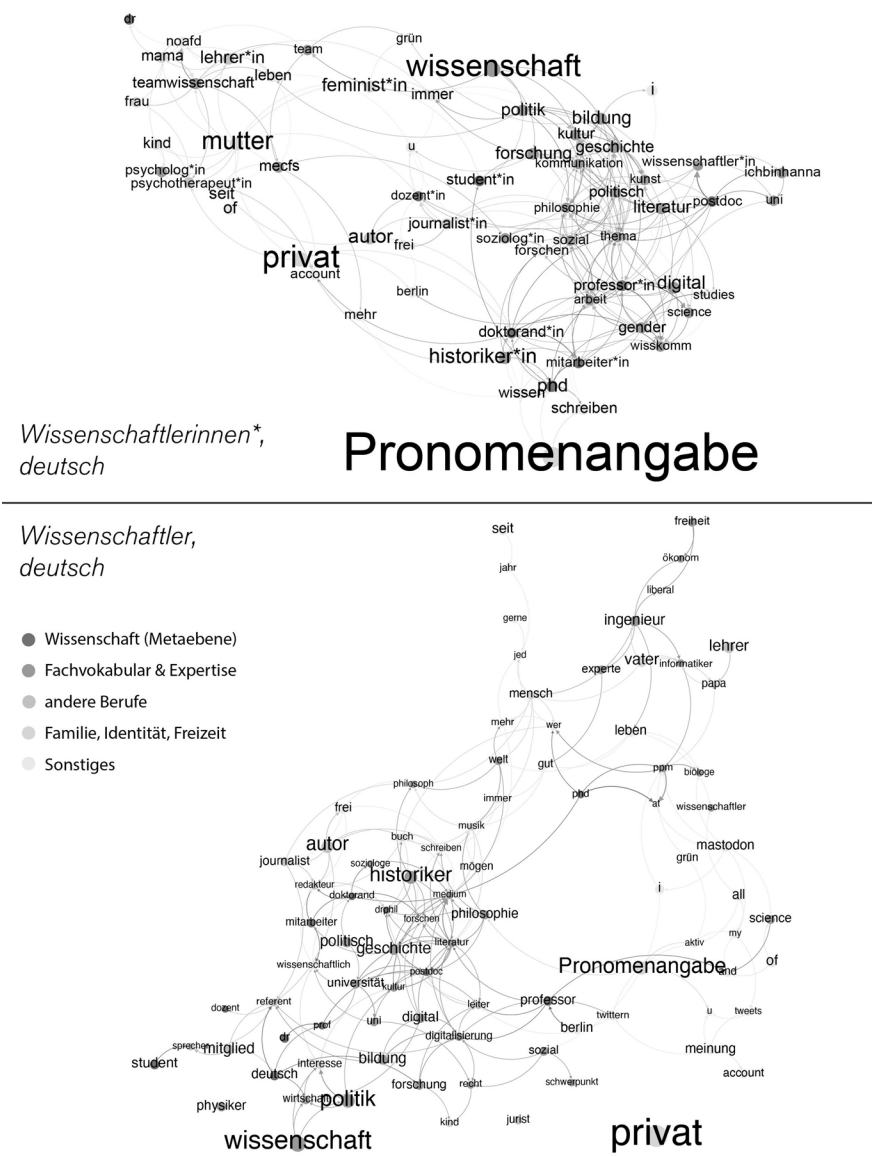 dr
noafd
grün
mama
lehrer*in
team
wissenschaft
teamwissenschaft
leben
feminist*in
immer
i
frau
politik
bildung
kultur
kind
mutter
u
forschung
geschichte
kommunikation
wissenschaftler*in
psycholog*in
mecfs
ichbinhanna
psychotherapeut*in
student*in
kunst
seit
dozent*in
politisch
of
philosophie
literatur
postdoc
uni
journalist*in
autor
frei
soziolog*in
sozial
thema
forschen
privat
account
berlin
professor*in
digital
arbeit
studies
mehr
science
doktorand*in
gender
historiker*in
mitarbeiter*in
wisskomm
wissen
phd
schreiben
Wissenschaftlerinnen*,
deutsch
Pronomenangabe
Wissenschaftler,
deutsch
Wissenschaft (Metaebene)
Fachvokabular & Expertise
andere Berufe
Familie, Identität, Freizeit
Sonstiges
seit
freiheit
jahr
ökonom
liberal
gerne
ingenieur
jed
lehrer
experte
vater
informatiker
papa
mensch
mehr
wer
leben
welt
gut
ppm
biologe
philosoph
immer
phd
af
wissenschaftler
frei
musik
autor
buch
schreiben
mastodon
journalist
soziologe
historiker
mögen
grün
redakteur
doktorand
medium
i
all
mitarbeiter
drphil
forschen
philosophie
science
politisch
geschichte
literatur
aktiv
my
wissenschaftlich
postdoc
Pronomenangabe
and
of
universität
kultur
dozent
referent
leiter
professor
prof
uni
digital
twittern
u
tweets
dr
digitalisierung
berlin
sprecher
mitglied
student
interesse
bildung
sozial
meinung
deutsch
forschung
recht
schwerpunkt
account
physiker
wirtschaft
politik
kind
jurist
wissenschaft
privat